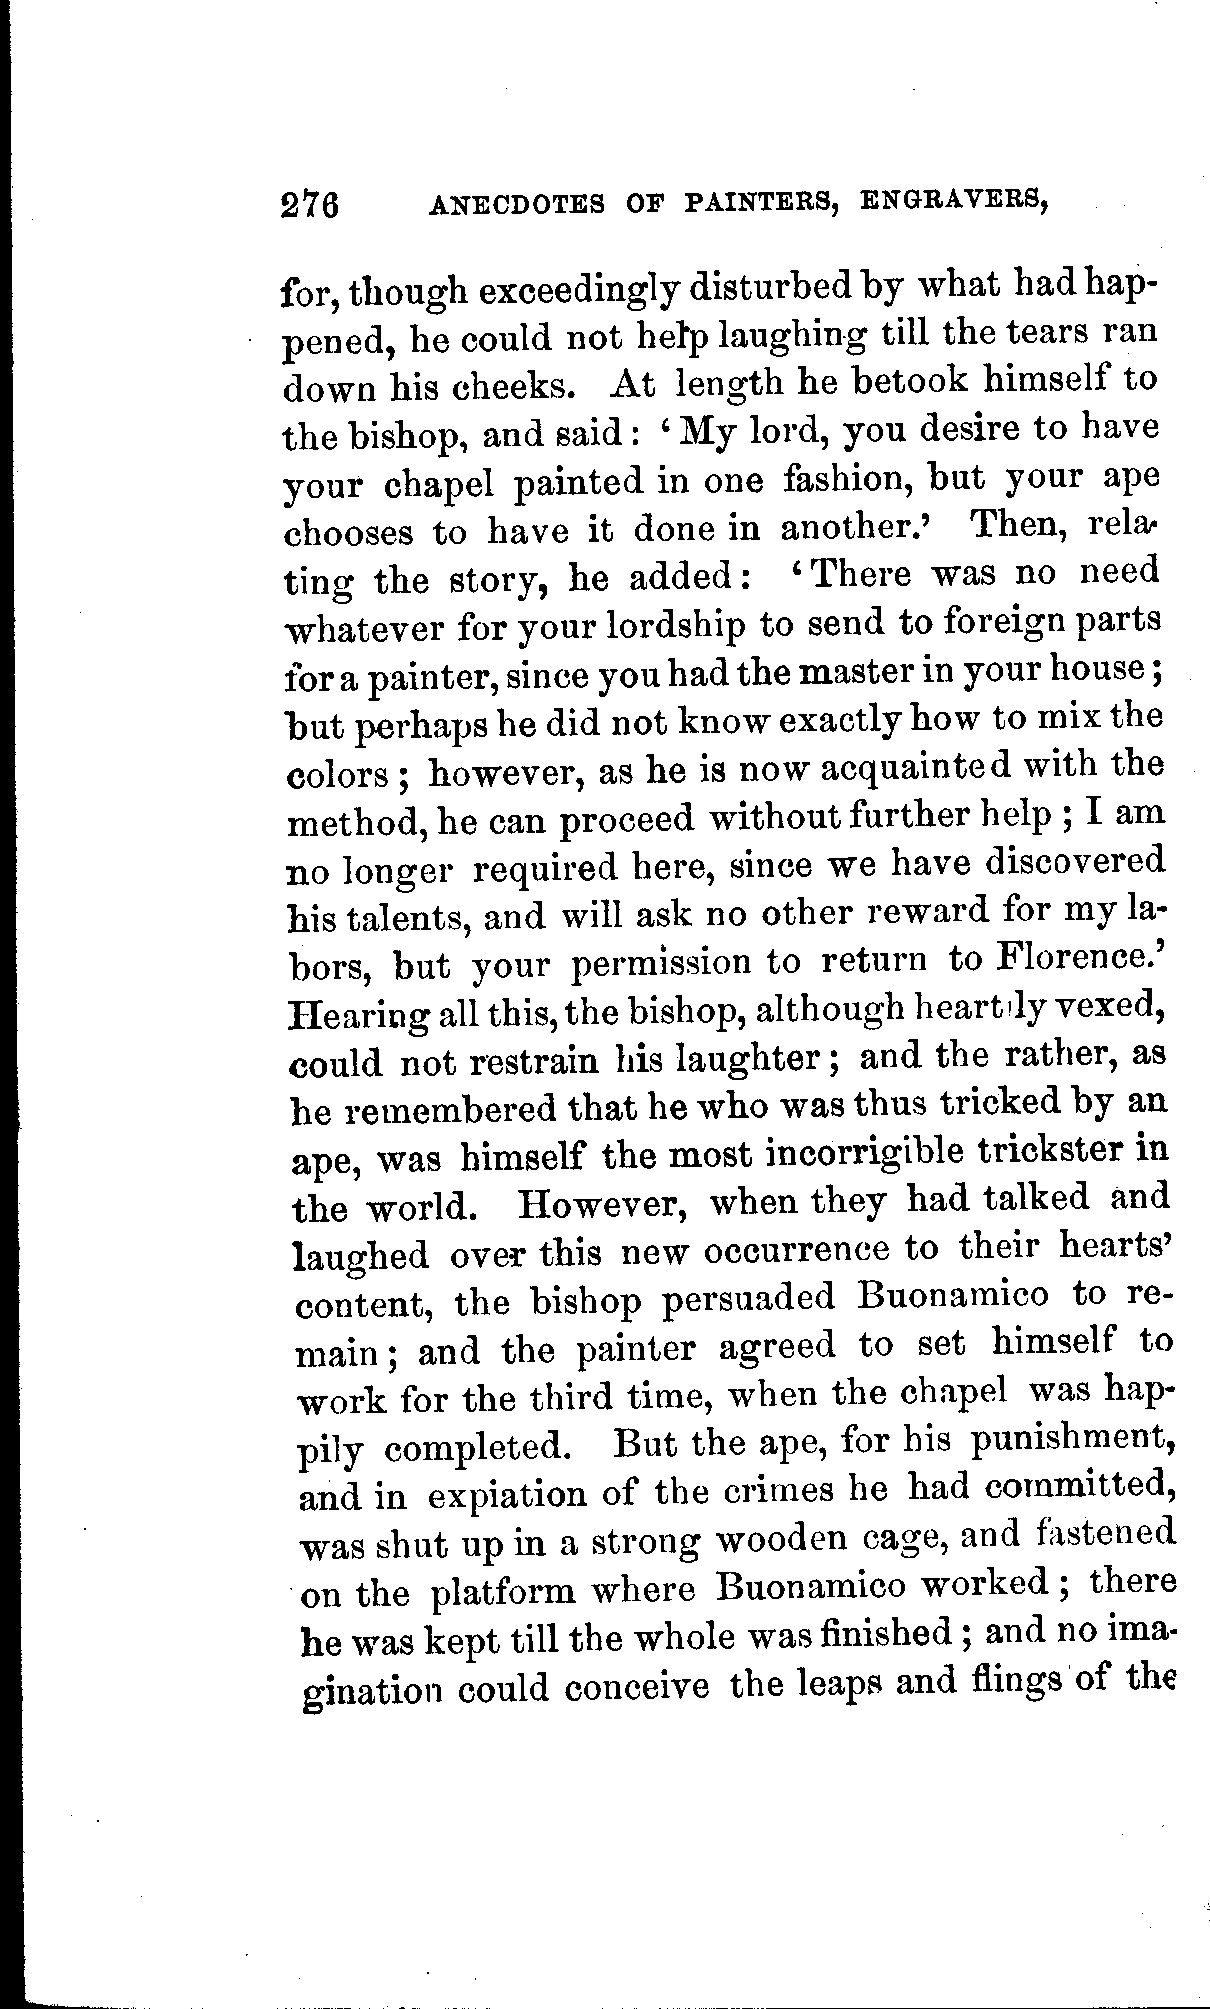 276 ANECDOTES OF PAINTERS, ENGRAVERS,
for, though exceedingly disturbed by what had hap-
pened, he could not help laughing till the tears ran
down his cheeks. At length he betook himself to
the bishop, and said: ‘My lord, you desire to have
your chapel painted in one fashion, but your ape
chooses to have it done in another.’ Then, rela-
ting the story, he added: ‘There was no need
whatever for your lordship to send to foreign parts
for a painter, since you had the master in your house;
but perhaps he did not know exactly how to mix the
colors; however, as he is now acquainted with the
method, he can proceed without further help; I am
no longer required here, since we have discovered
his talents, and will ask no other reward for my la-
bors, but your permission to return to Florence.’
Hearing all this, the bishop, although heartily vexed,
could not restrain his laughter; and the rather, as
he remembered that he who was thus tricked by an
ape, was himself the most incorrigible trickster in
the world. However, when they had talked and
laughed over this new occurrence to their hearts’
content, the bishop persuaded Buonamico to re-
main; and the painter agreed to set himself to
work for the third time, when the chapel was hap-
pily completed. But the ape, for his punishment,
and in expiation of the crimes he had committed,
was shut up in a strong wooden cage, and fastened
on the platform where Buonamico worked; there
he was kept till the whole was finished; and no ima-
gination could conceive the leaps and flings of the